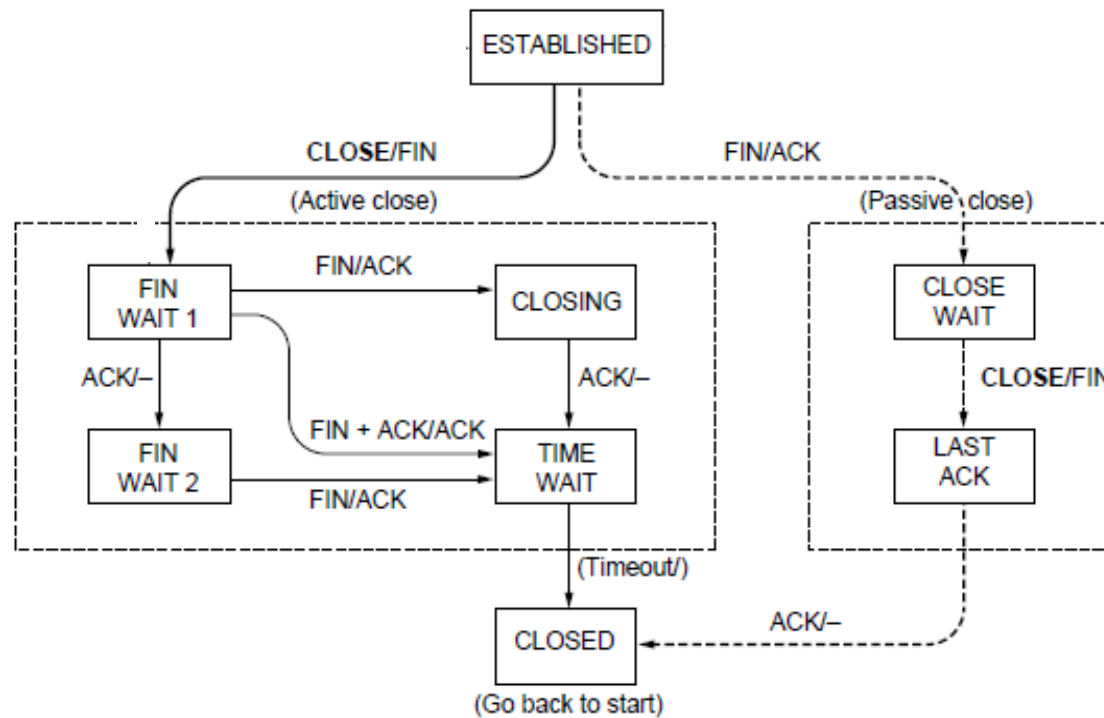 ESTABLISHED
CLOSE/FIN
FIN/ACK
(Active close)
(Passive close)
FIN
WAIT 1
FIN/ACK
CLOSING
CLOSE
WAIT
ACK/–
ACK/–
CLOSE/FIN
FIN + ACK/ACK
FIN
WAIT 2
TIME
WAIT
LAST
ACK
FIN/ACK
(Timeout/)
CLOSED
ACK/–
(Go back to start)